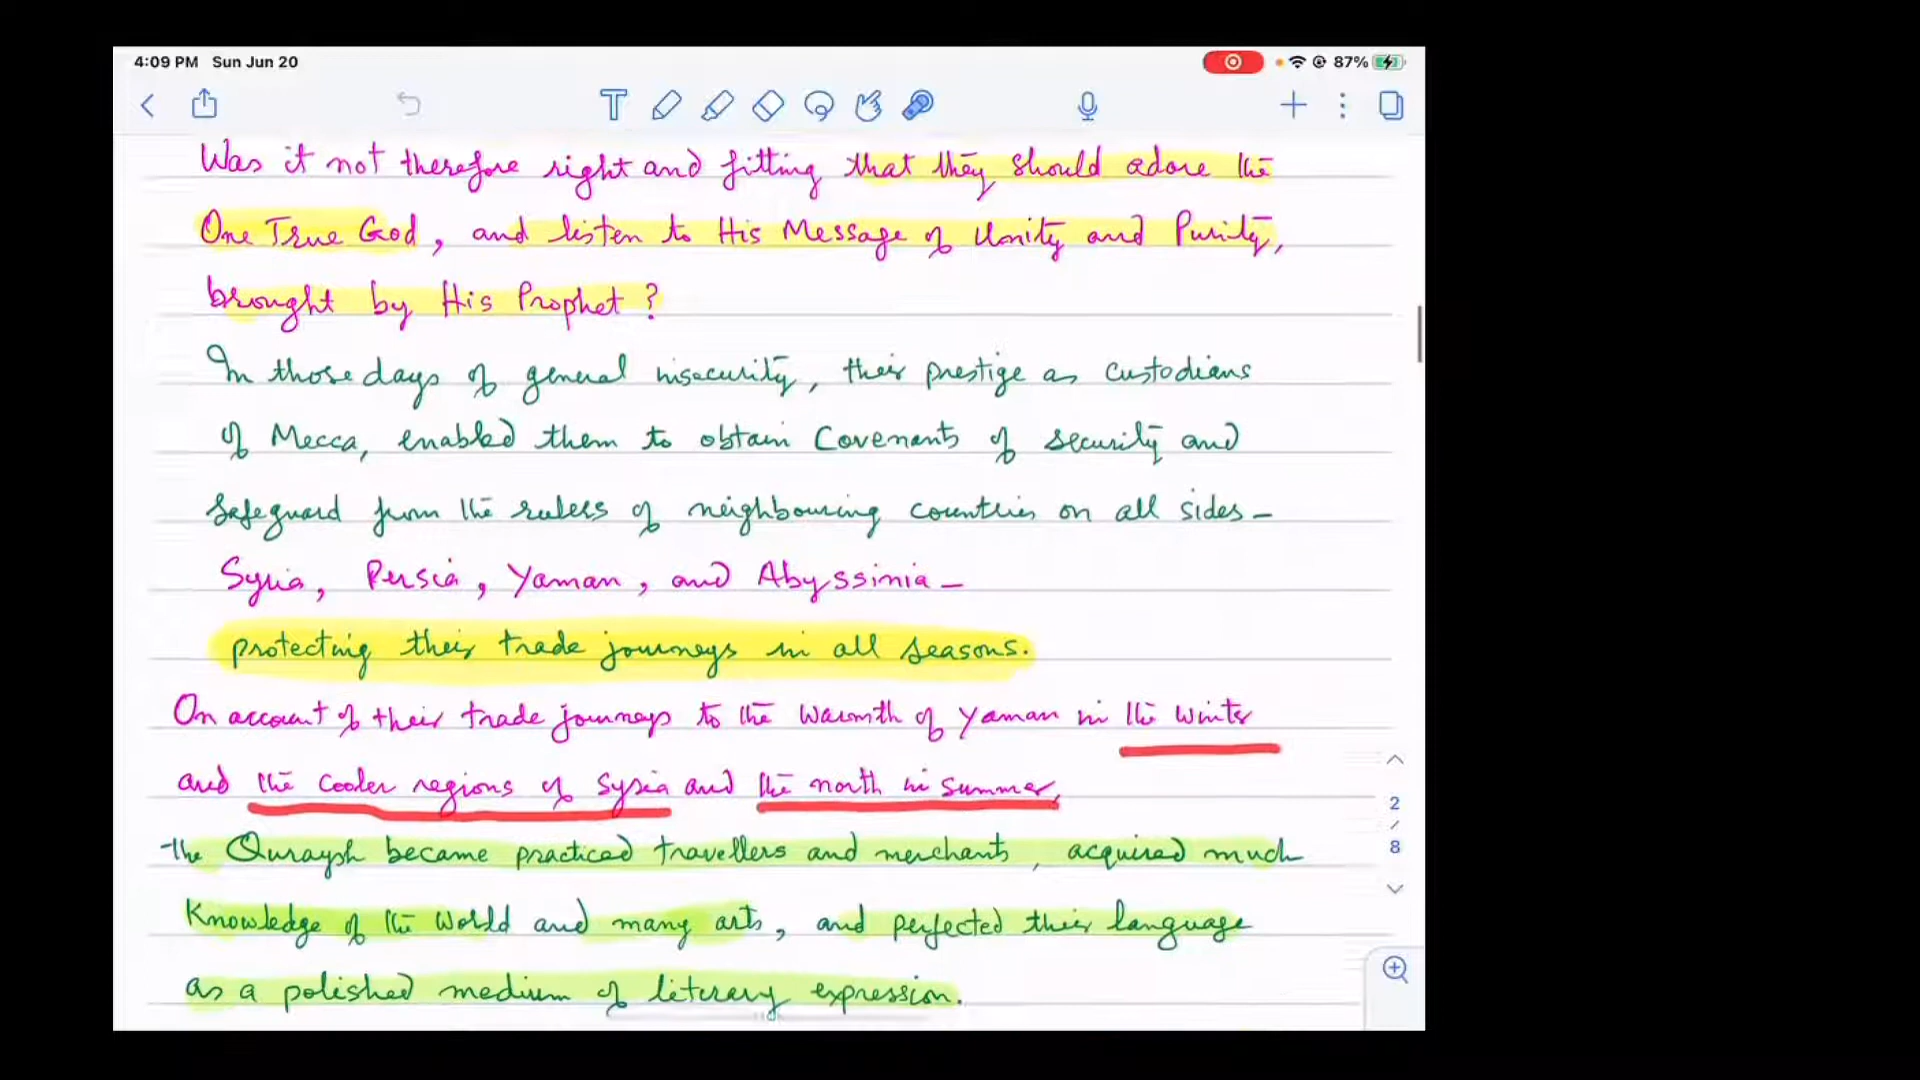 4:09 PM Sun Jun 20 87%
Was it not therefore right and fitting that they should adore the
One True God, and listen to His Message of Unity and Purity,
brought by His Prophet?
In those days of general insecurity, their prestige as custodians
of Mecca, enabled them to obtain Covenants of security and
safeguard from the rulers of neighbouring countries on all sides -
Syria, Persia, Yaman, and Abyssinia -
protecting their trade journeys in all seasons.
On account of their trade journeys to the warmth of Yaman in the winter
and the cooler regions of Syria and the north in summer,
2
/
8
the Quraysh became practiced travellers and merchants, acquired much
Knowledge of the World and many arts, and perfected their language
as a polished medium of literary expression.